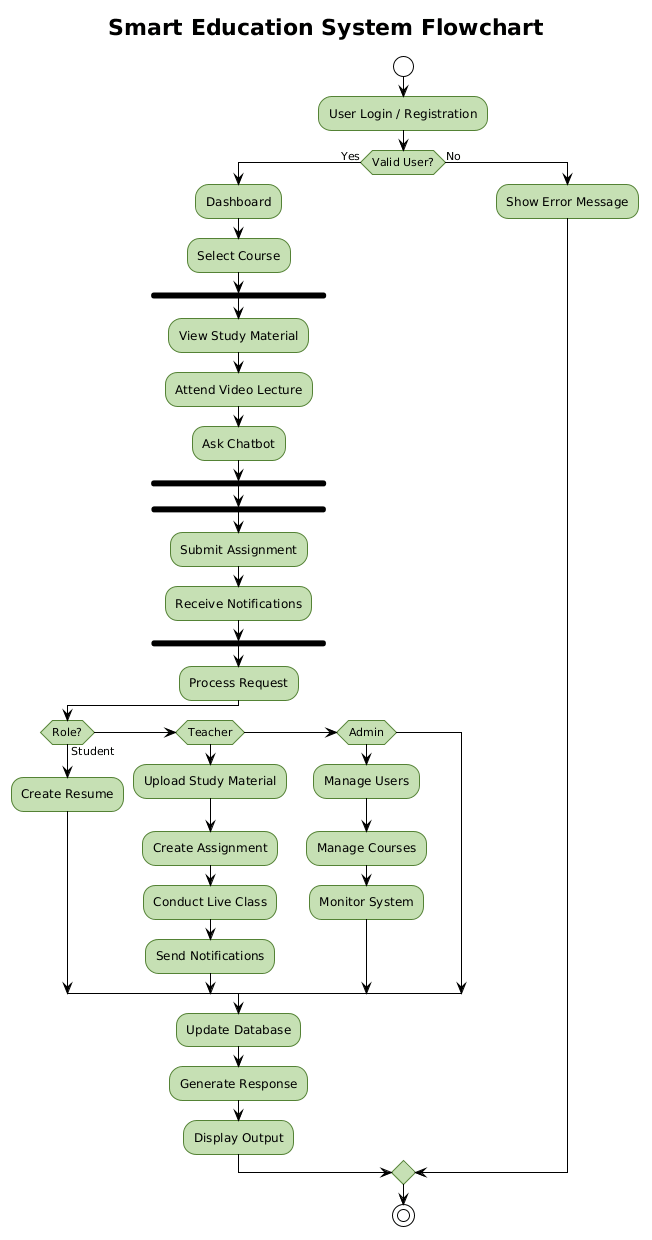 Smart Education System Flowchart
User Login / Registration
Valid User?
Yes
No
Dashboard
Show Error Message
Select Course
View Study Material
Attend Video Lecture
Ask Chatbot
Submit Assignment
Receive Notifications
Process Request
Role?
Teacher
Admin
Student
Create Resume
Upload Study Material
Manage Users
Create Assignment
Manage Courses
Conduct Live Class
Monitor System
Send Notifications
Update Database
Generate Response
Display Output